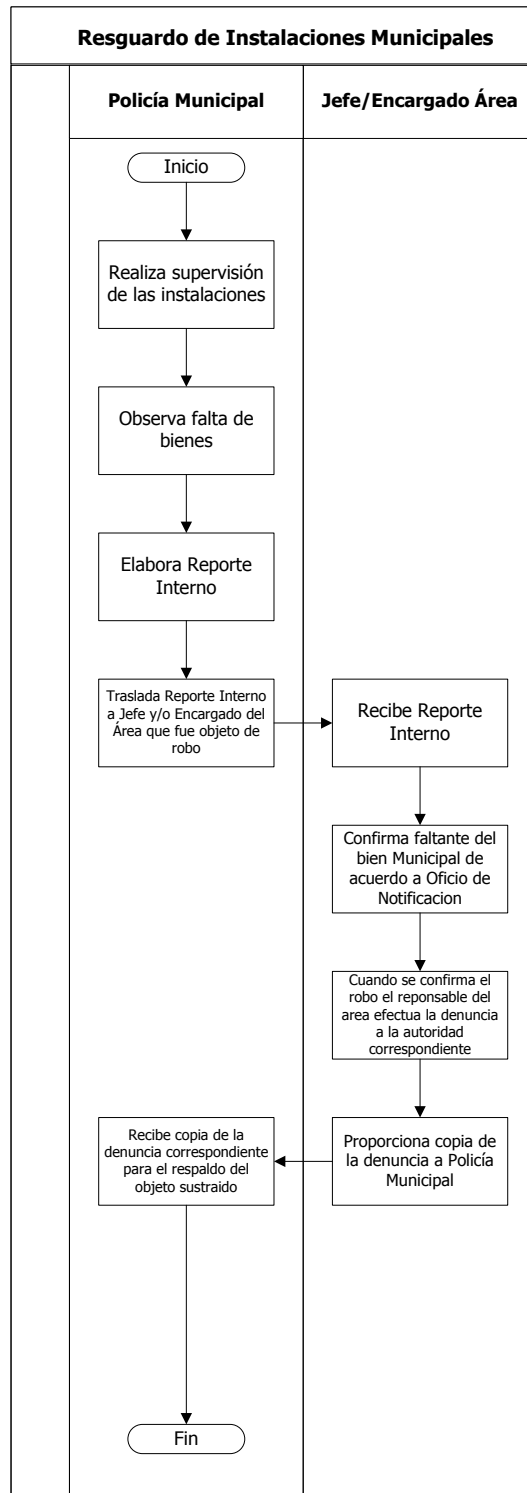 Resguardo de Instalaciones Municipales
Policía Municipal
Jefe/Encargado Área
Inicio
Realiza supervisión
de las instalaciones
Observa falta de
bienes
Elabora Reporte
Interno
Traslada Reporte Interno
a Jefe y/o Encargado del
Área que fue objeto de
robo
Recibe Reporte
Interno
Confirma faltante del
bien Municipal de
acuerdo a Oficio de
Notificacion
Cuando se confirma el
robo el reponsable del
area efectua la denuncia
a la autoridad
correspondiente
Proporciona copia de
la denuncia a Policía
Municipal
Recibe copia de la
denuncia correspondiente
para el respaldo del
objeto sustraido
Fin